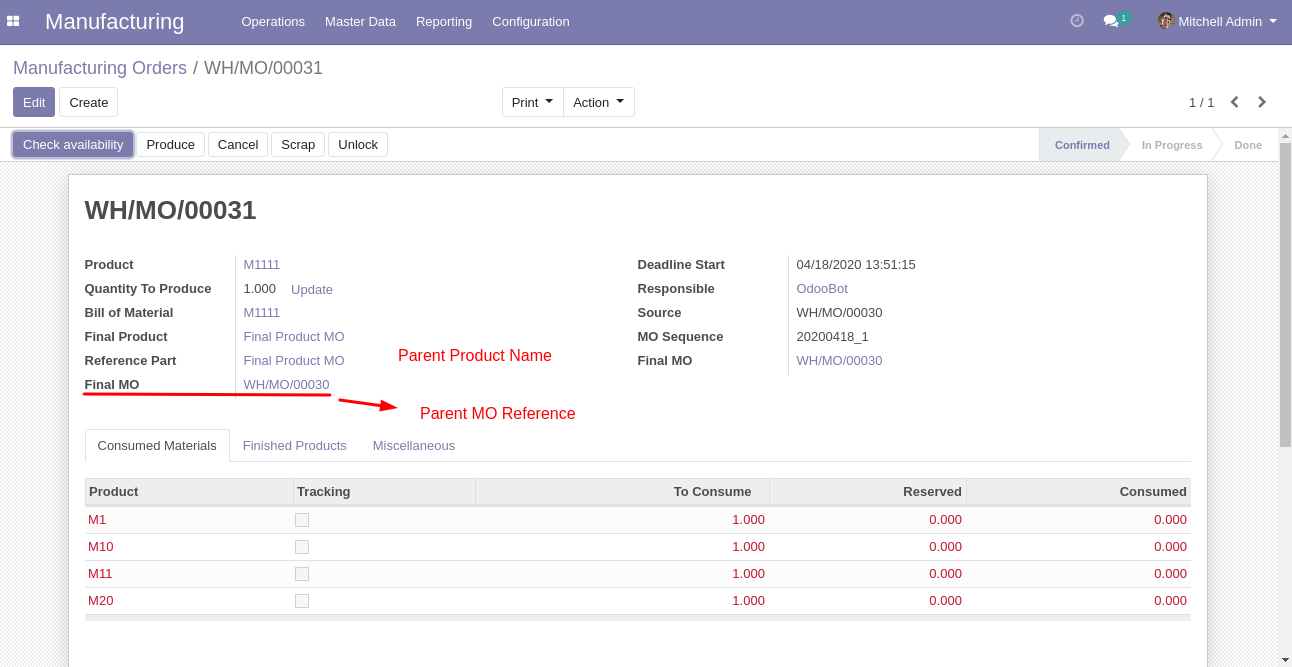 Manufacturing Operations Master Data Reporting Configuration 1 Mitchell Admin
Manufacturing Orders / WH/MO/00031
Edit Create Print Action 1 / 1
Check availability Produce Cancel Scrap Unlock Confirmed In Progress Done
WH/MO/00031
Product M1111 Deadline Start 04/18/2020 13:51:15
Quantity To Produce 1.000 Update Responsible OdooBot
Bill of Material M1111 Source WH/MO/00030
Final Product Final Product MO MO Sequence 20200418_1
Reference Part Final Product MO Parent Product Name Final MO WH/MO/00030
Final MO WH/MO/00030
Parent MO Reference
Consumed Materials Finished Products Miscellaneous
Product Tracking To Consume Reserved Consumed
M1 1.000 0.000 0.000
M10 1.000 0.000 0.000
M11 1.000 0.000 0.000
M20 1.000 0.000 0.000